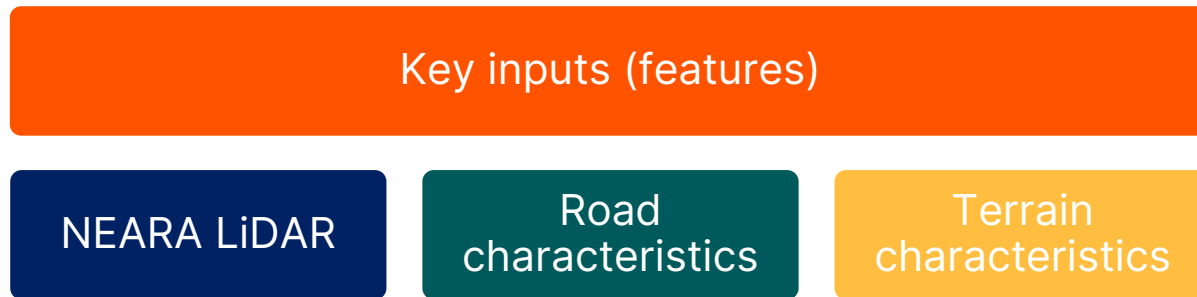 Key inputs (features)
NEARA LiDAR
Road
characteristics
Terrain
characteristics